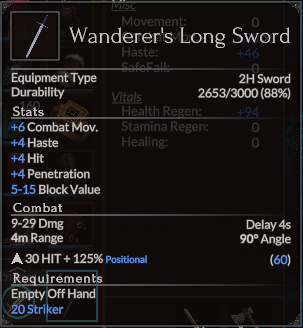 Misc
Movement: 0
Wanderer's Long Sword
Haste: +46
SafeFall: 0
Equipment Type 2H Sword
Durability 2653/3000 (88%)
Stats
Vitals
+6 Combat Mov.
Health Regen: +94
+4 Haste
Stamina Regen: 0
+4 Hit
Healing: 0
+4 Penetration
5-15 Block Value
Combat
9-29 Dmg Delay 4s
4m Range 90° Angle
30 HIT + 125% Positional (60)
Requirements
Empty Off Hand
20 Striker